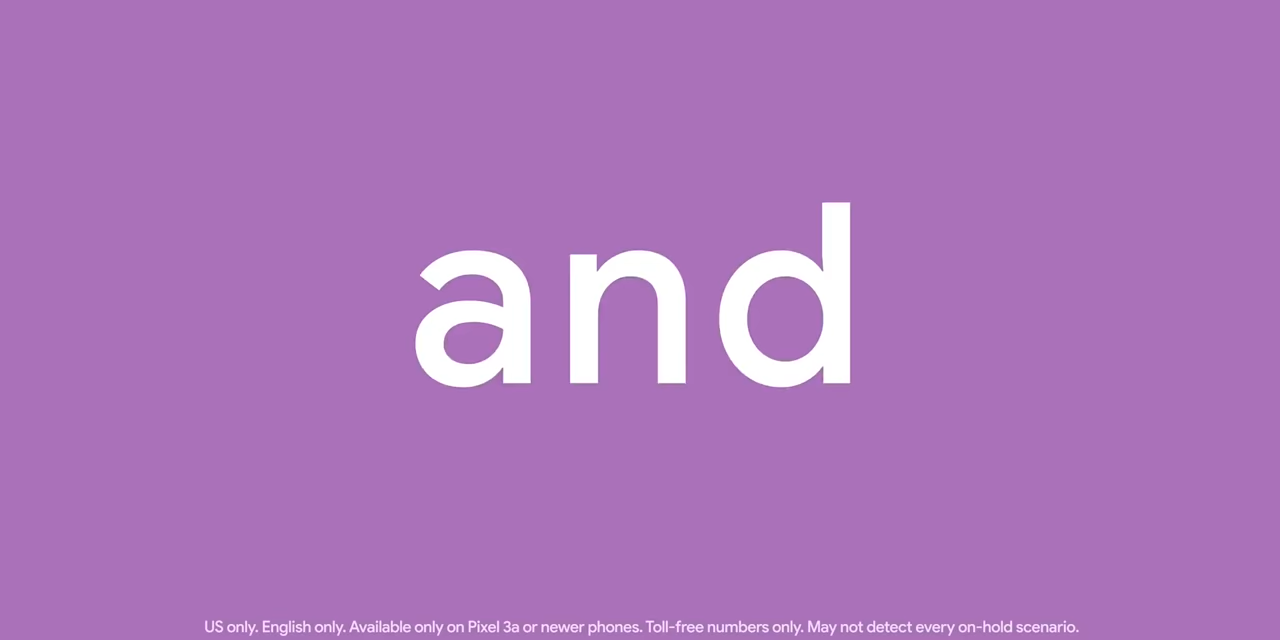 and
US only. English only. Available only on Pixel 3a or newer phones. Toll-free numbers only. May not detect every on-hold scenario.